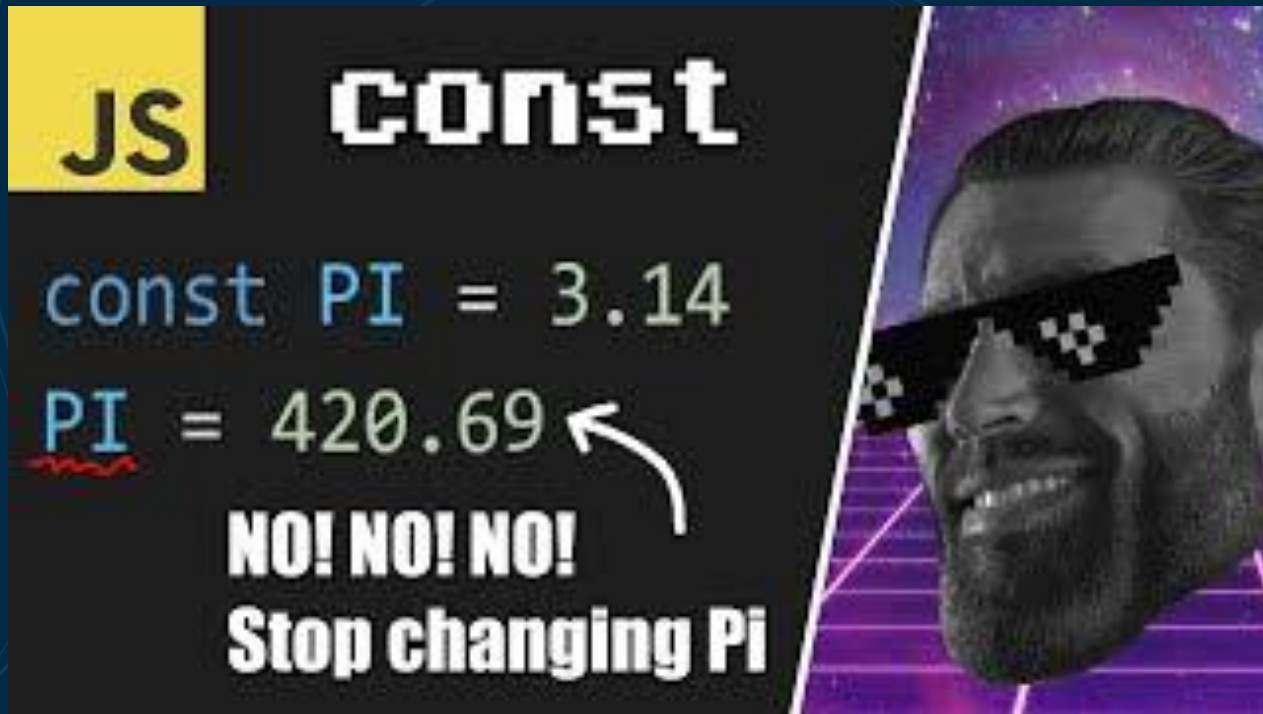 JS
const
const PI = 3.14
PI = 420.69
NO! NO! NO!
Stop changing Pi